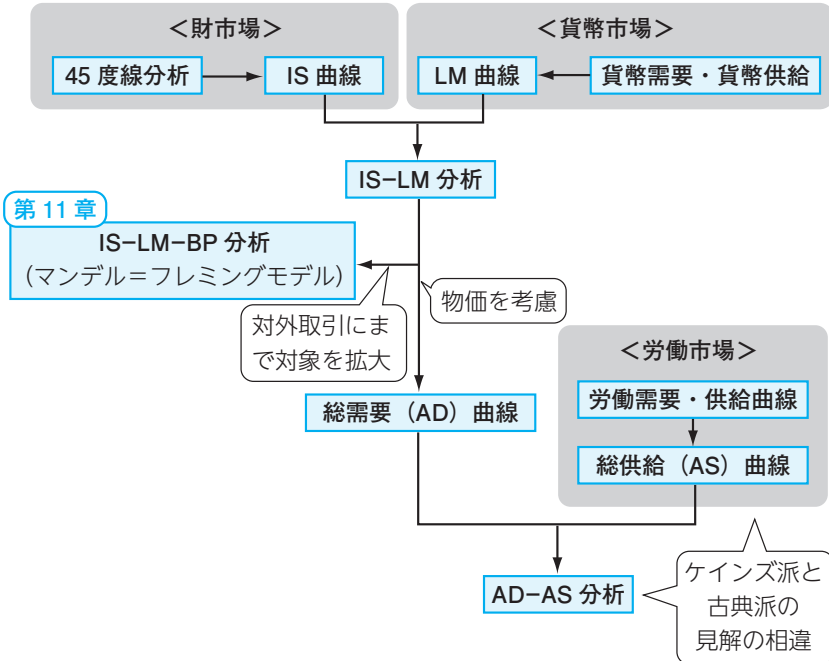 ＜財市場＞
45 度線分析
IS 曲線
＜貨幣市場＞
LM 曲線
貨幣需要・貨幣供給
IS−LM 分析
第 11 章
IS−LM−BP 分析
（マンデル＝フレミングモデル）
対外取引にま
で対象を拡大
物価を考慮
総需要（AD）曲線
＜労働市場＞
労働需要・供給曲線
総供給（AS）曲線
AD−AS 分析
ケインズ派と
古典派の
見解の相違